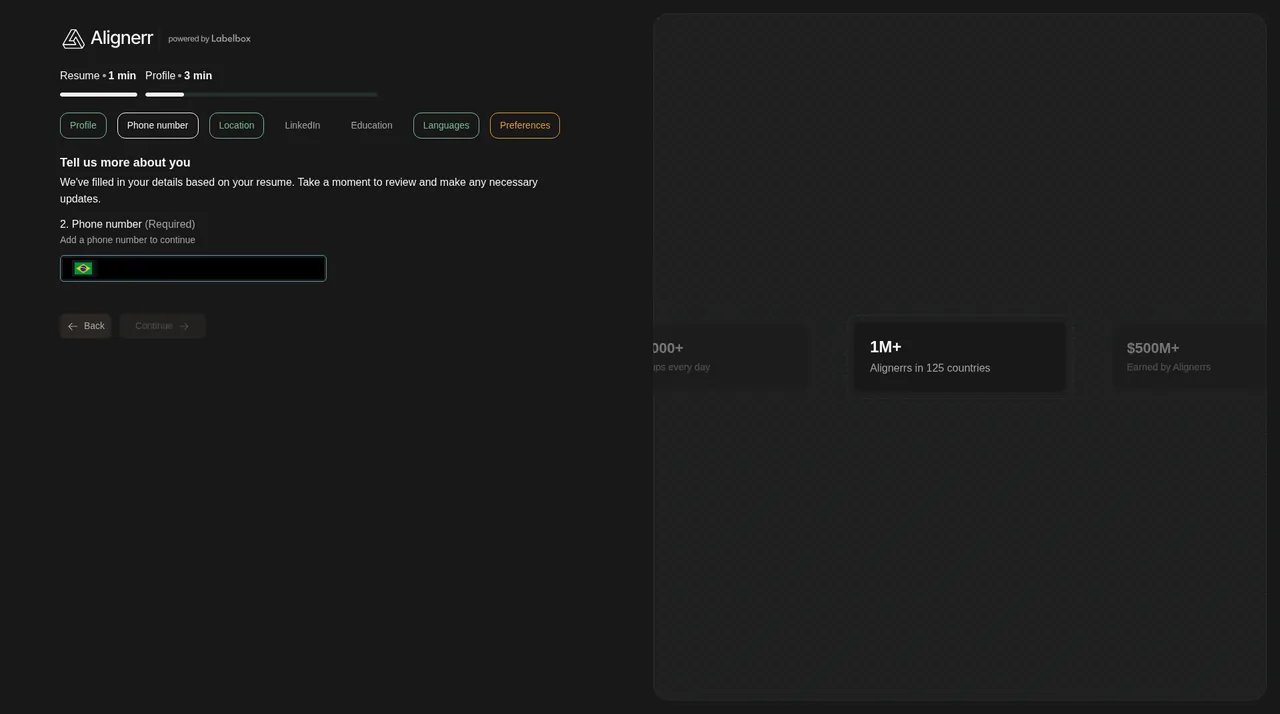 Alignerr
powered by Labelbox
Resume • 1 min Profile • 3 min
Profile Phone number Location LinkedIn Education Languages Preferences
Tell us more about you
We've filled in your details based on your resume. Take a moment to review and make any necessary
updates.
2. Phone number (Required)
Add a phone number to continue
← Back Continue →
000+
ips every day
1M+
Alignerrs in 125 countries
$500M+
Earned by Alignerrs